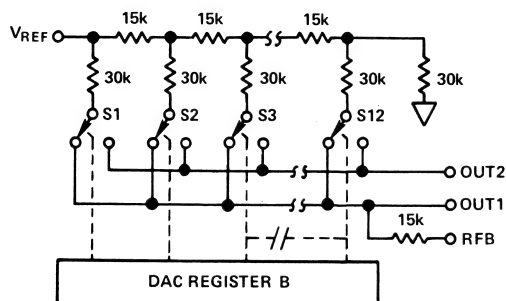 15k 15k 15k
VREF
30k 30k 30k 30k 30k
S1 S2 S3 S12
OUT2
OUT1
15k
RFB
DAC REGISTER B